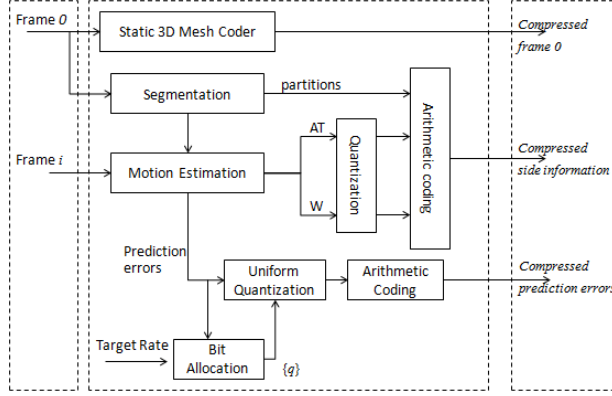 Frame 0
Static 3D Mesh Coder
Compressed
frame 0
Segmentation
partitions
Arithmetic coding
Frame i
Motion Estimation
AT
W
Quantization
Compressed
side information
Prediction
errors
Uniform
Quantization
Arithmetic
Coding
Compressed
prediction errors
Target Rate
Bit
Allocation
{q}